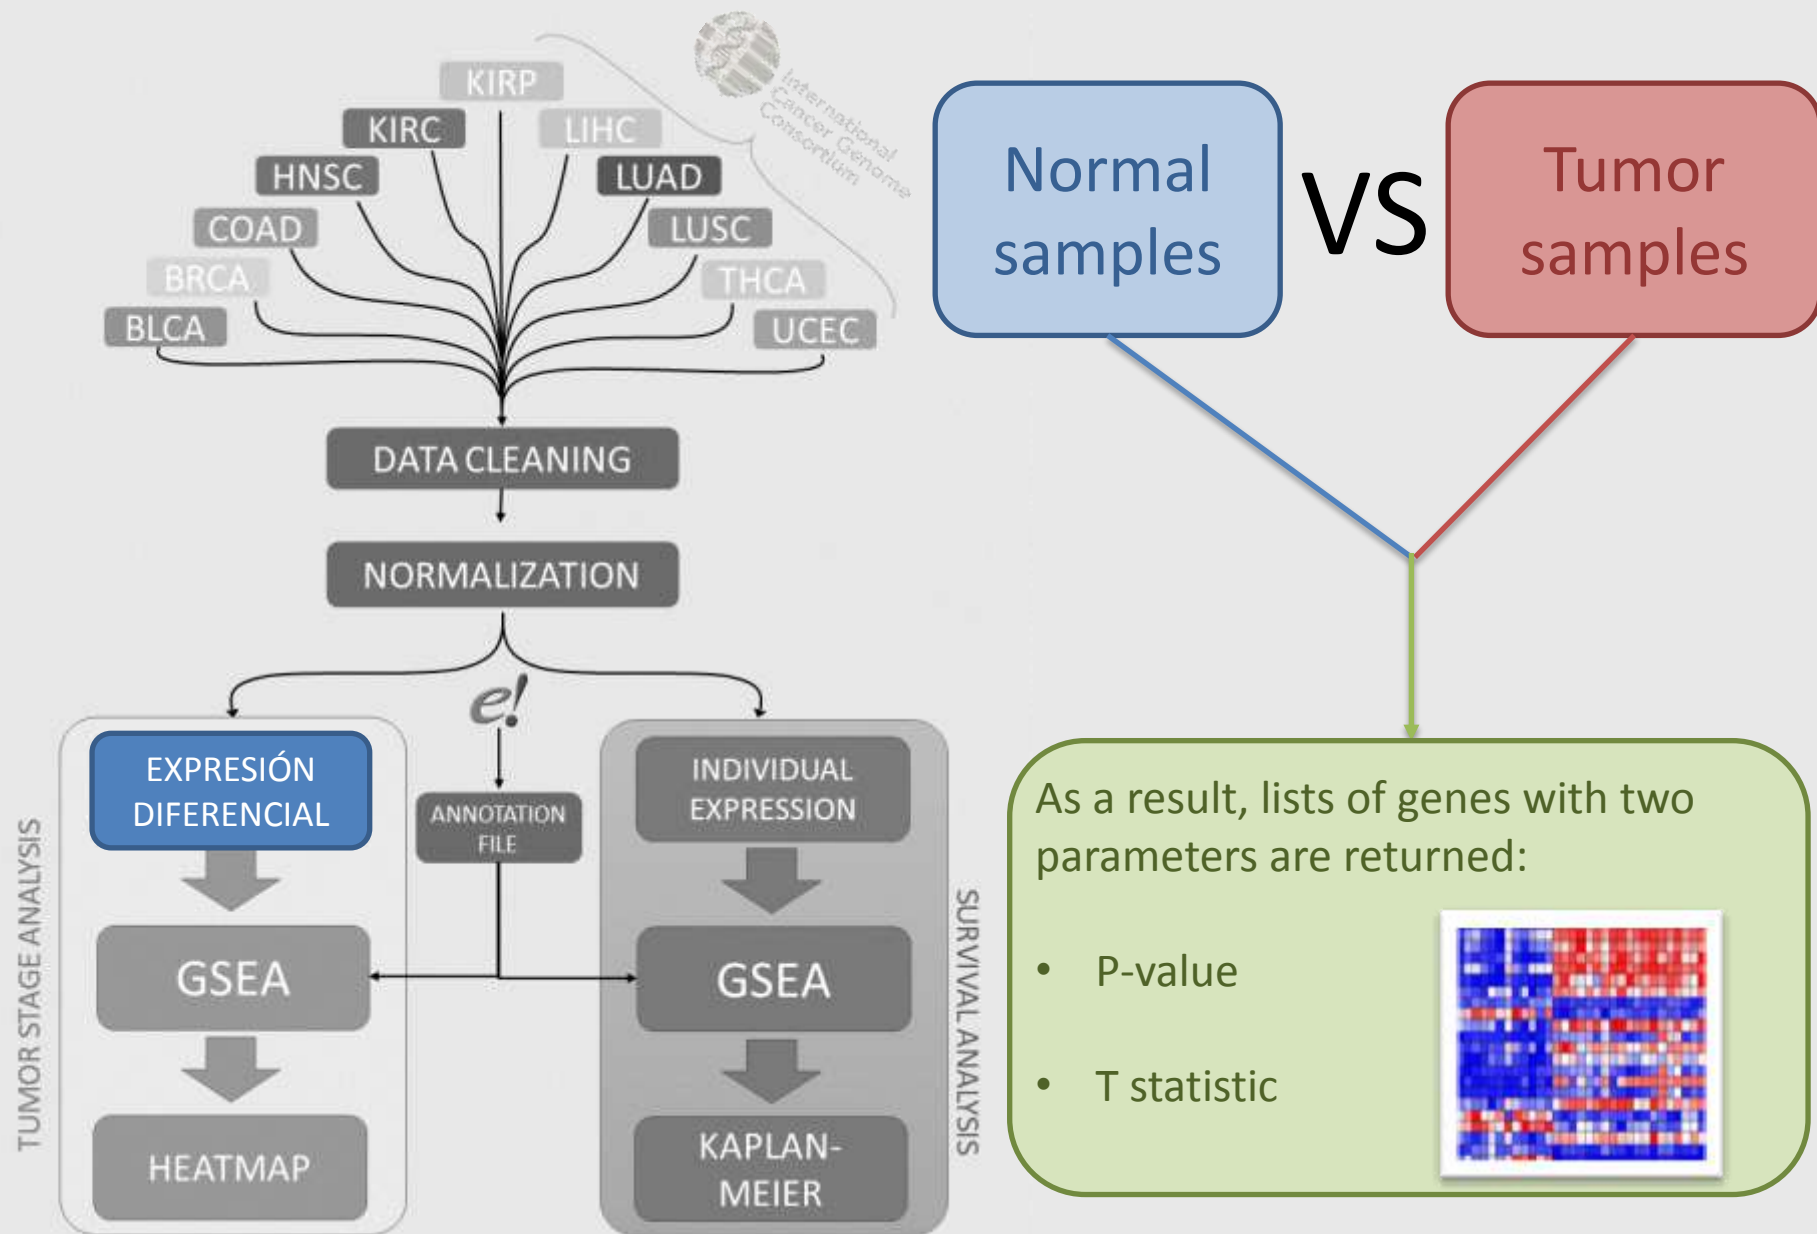 KIRP
KIRC
LIHC
HNSC
LUAD
COAD
LUSC
BRCA
THCA
BLCA
UCEC
International
Cancer Genome
Consortium
DATA CLEANING
NORMALIZATION
e!
TUMOR STAGE ANALYSIS
EXPRESIÓN
DIFERENCIAL
GSEA
HEATMAP
ANNOTATION
FILE
INDIVIDUAL
EXPRESSION
GSEA
KAPLAN-
MEIER
SURVIVAL ANALYSIS
Normal
samples
VS
Tumor
samples
As a result, lists of genes with two
parameters are returned:
• P-value
• T statistic